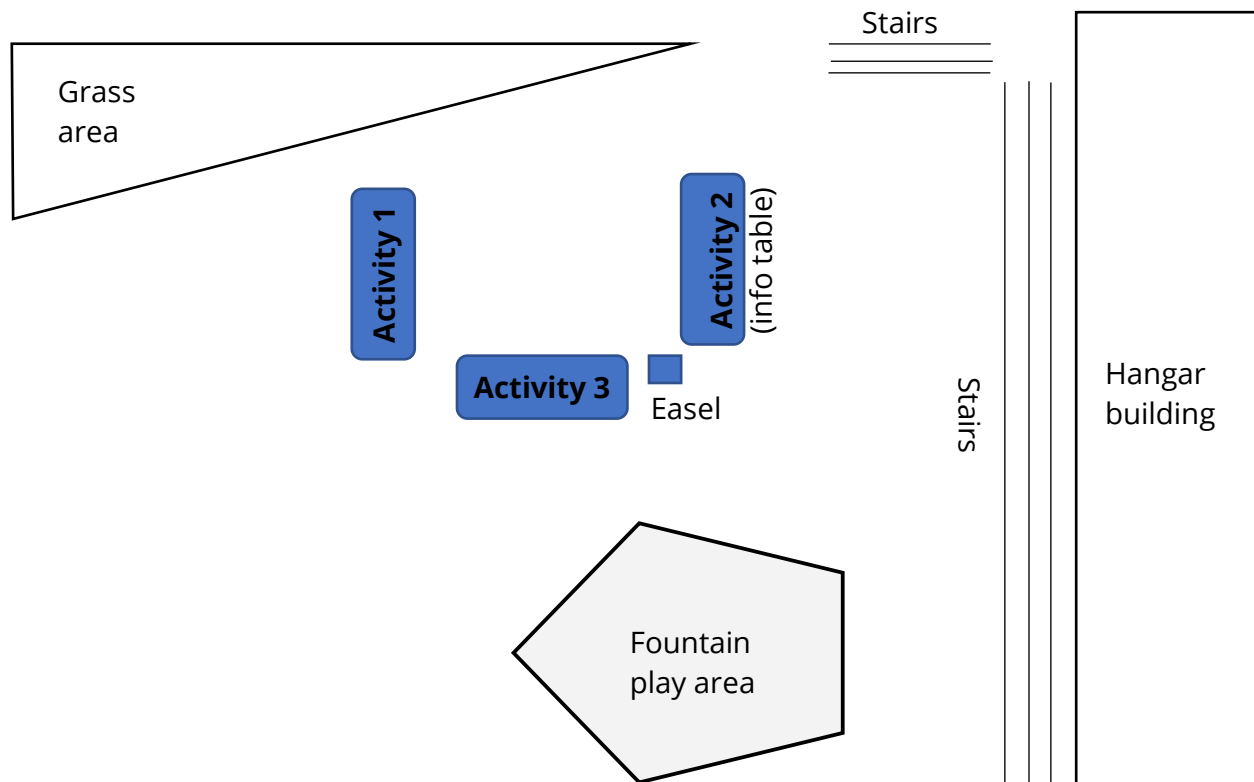 Stairs
Grass
area
Activity 1
Activity 2
(info table)
Activity 3
Easel
Stairs
Hangar
building
Fountain
play area